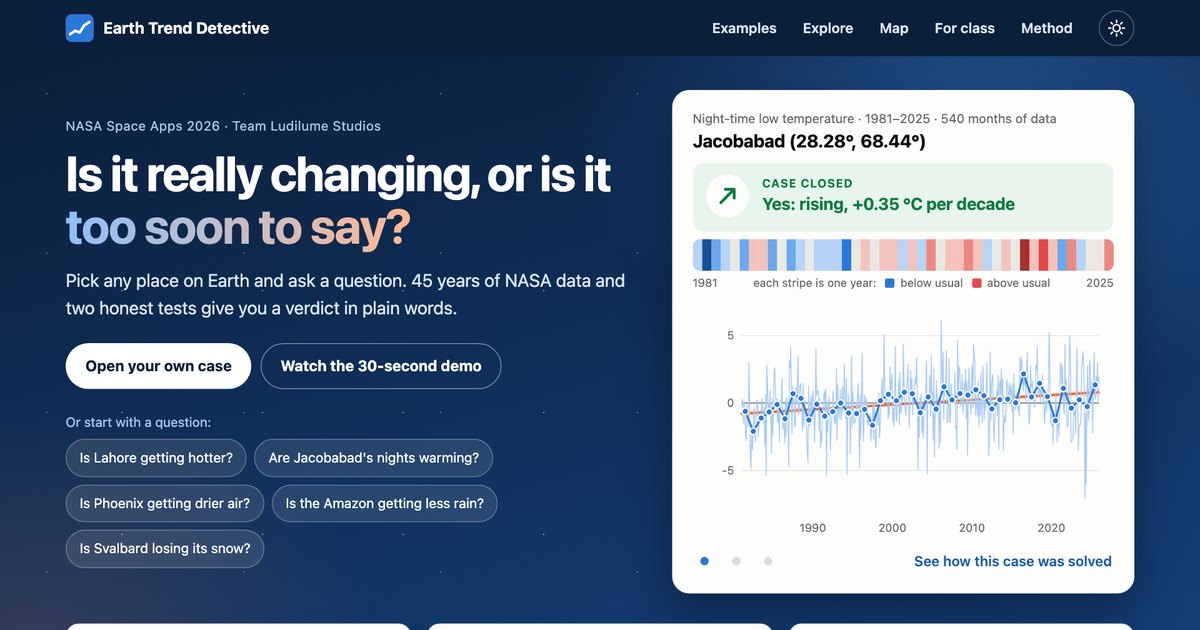 Earth Trend Detective
Examples Explore Map For class Method
NASA Space Apps 2026 · Team Ludilume Studios
Is it really changing, or is it
too soon to say?
Pick any place on Earth and ask a question. 45 years of NASA data and
two honest tests give you a verdict in plain words.
Open your own case
Watch the 30-second demo
Or start with a question:
Is Lahore getting hotter?
Are Jacobabad's nights warming?
Is Phoenix getting drier air?
Is the Amazon getting less rain?
Is Svalbard losing its snow?
Night-time low temperature · 1981–2025 · 540 months of data
Jacobabad (28.28°, 68.44°)
CASE CLOSED
Yes: rising, +0.35 °C per decade
1981 each stripe is one year: below usual above usual 2025
5
0
-5
1990 2000 2010 2020
See how this case was solved